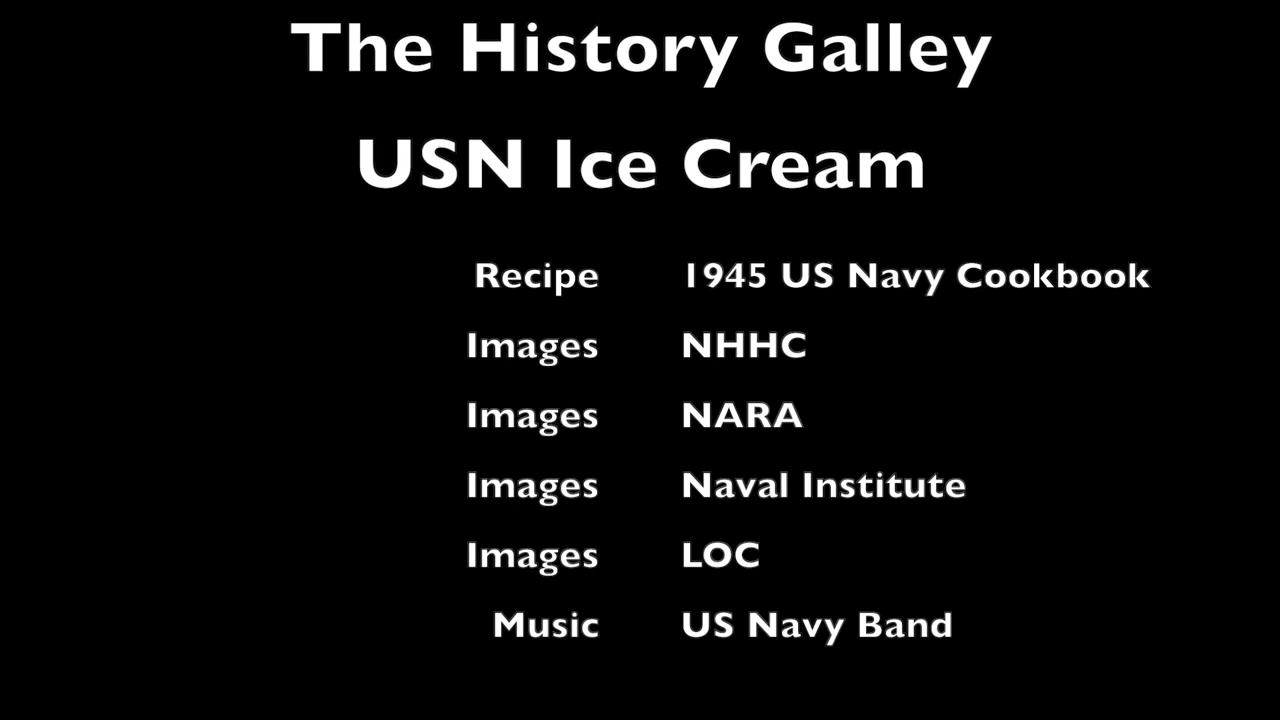 The History Galley
USN Ice Cream
Recipe 1945 US Navy Cookbook
Images NHHC
Images NARA
Images Naval Institute
Images LOC
Music US Navy Band